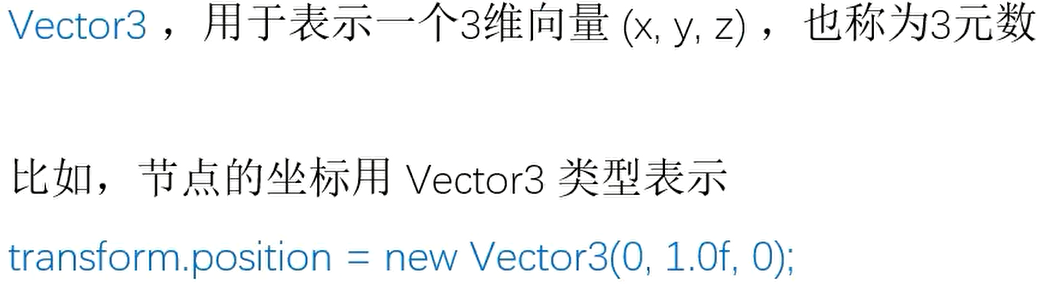 Vector3 ，用于表示一个3维向量 (x, y, z) ，也称为3元数
比如，节点的坐标用 Vector3 类型表示
transform.position = new Vector3(0, 1.0f, 0);